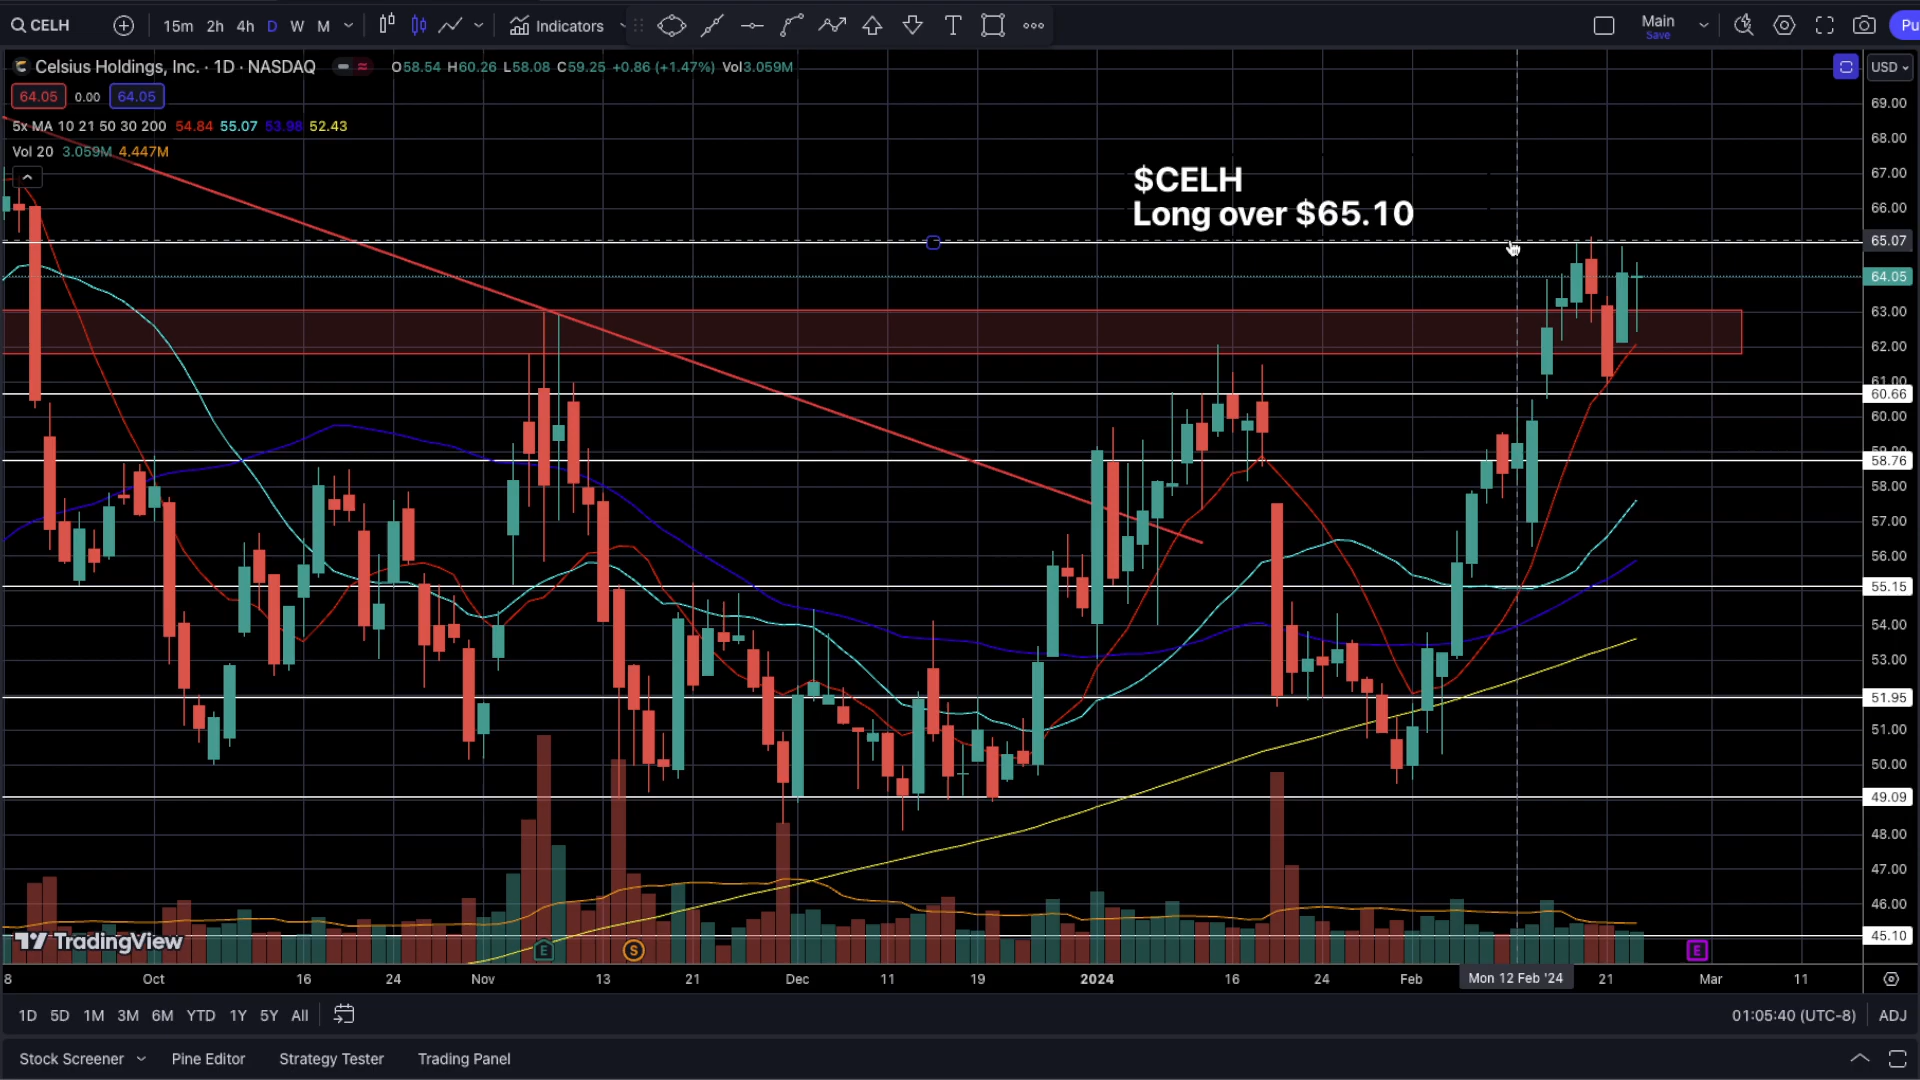 CELH
15m 2h 4h D W M
Indicators
Main
Save
Pu
Celsius Holdings, Inc. · 1D · NASDAQ
O58.54 H60.26 L58.08 C59.25 +0.86 (+1.47%) Vol3.059M
USD
64.05 0.00 64.05
5x MA 10 21 50 30 200 54.84 55.07 53.98 52.43
Vol 20 3.059M 4.447M
$CELH
Long over $65.10
69.00
68.00
67.00
66.00
65.07
64.05
63.00
62.00
61.00
60.66
60.00
59.00
58.76
58.00
57.00
56.00
55.15
54.00
53.00
51.95
51.00
50.00
49.09
48.00
47.00
46.00
45.10
TradingView
E
S
E
8 Oct 16 24 Nov 13 21 Dec 11 19 2024 16 24 Feb Mon 12 Feb '24 21 Mar 11
1D 5D 1M 3M 6M YTD 1Y 5Y All
01:05:40 (UTC-8) ADJ
Stock Screener Pine Editor Strategy Tester Trading Panel